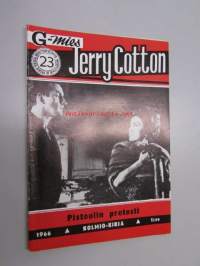 G-mies
23
Jerry Cotton
Pistoolin protesti
1966 ▲ KOLMIO-KIRJA ▲